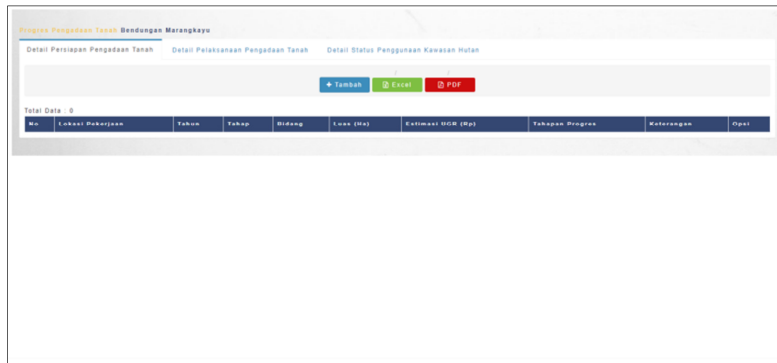 Progres Pengadaan Tanah Bendungan Marangkayu
Detail Persiapan Pengadaan Tanah Detail Pelaksanaan Pengadaan Tanah Detail Status Penggunaan Kawasan Hutan
+ Tambah Excel PDF
Total Data : 0
No Lokasi Pekerjaan Tahun Tahap Bidang Luas (Ha) Estimasi UGR (Rp) Tahapan Progres Keterangan Opsi